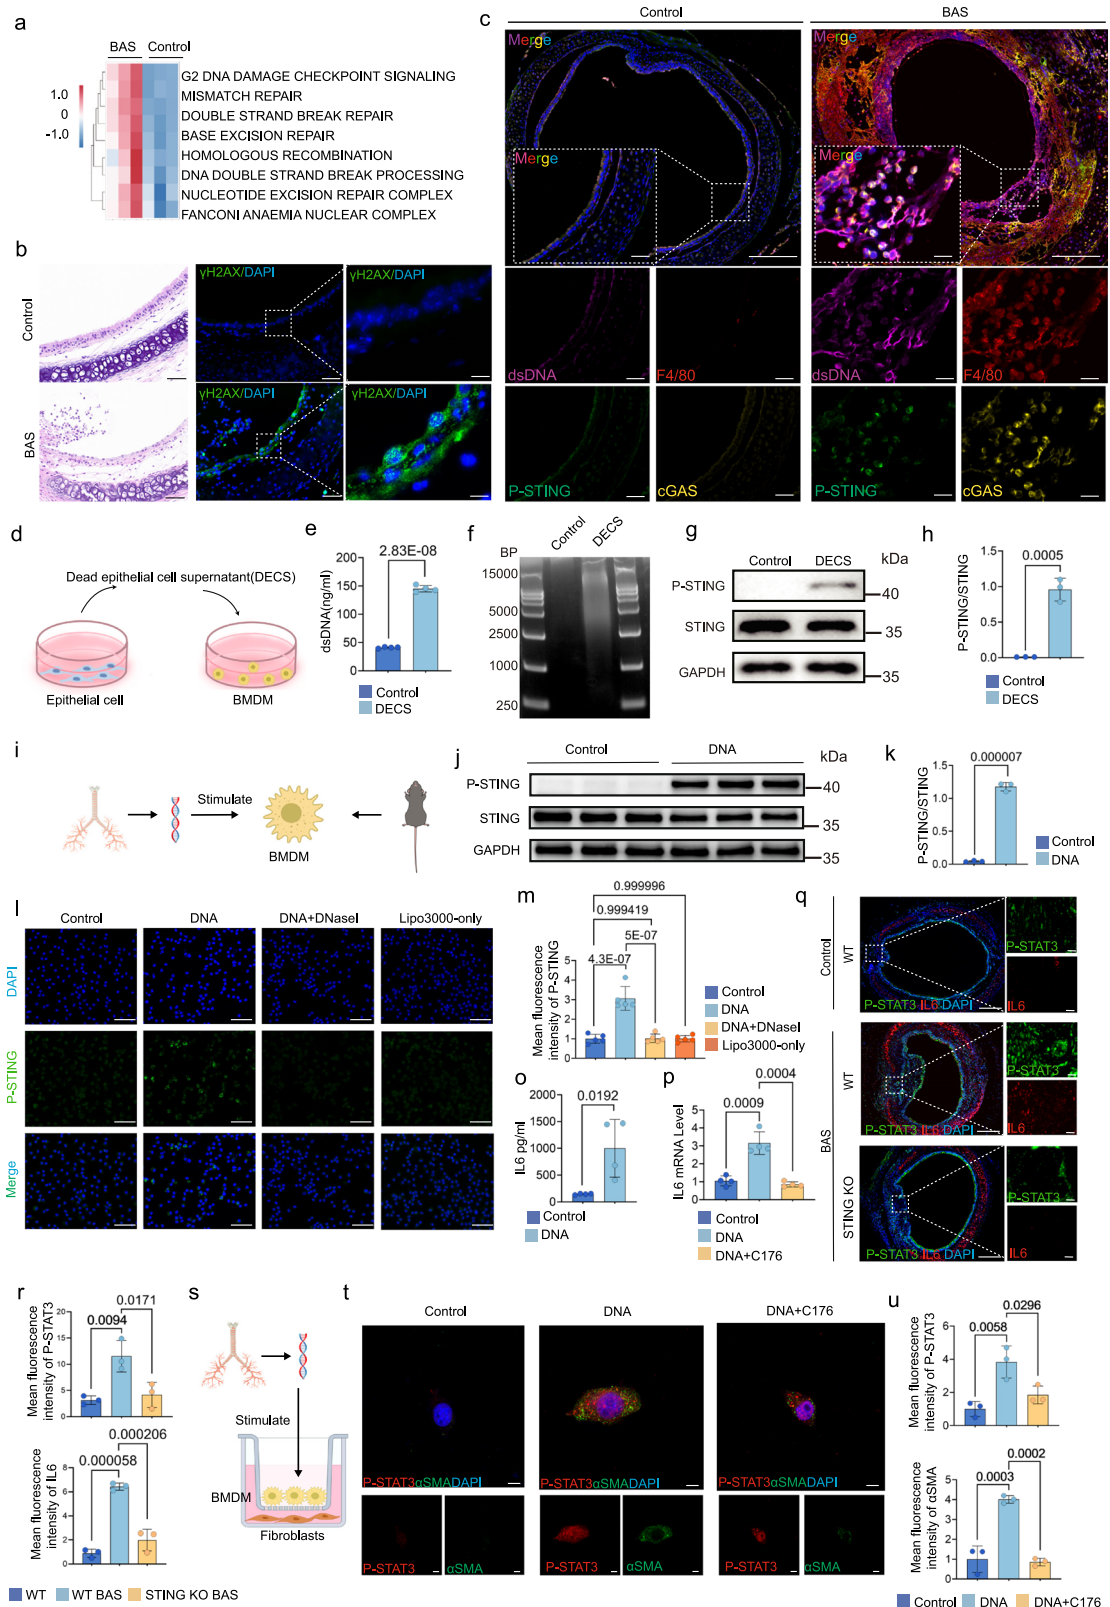 a
BAS Control
1.0
0
-1.0
G2 DNA DAMAGE CHECKPOINT SIGNALING
MISMATCH REPAIR
DOUBLE STRAND BREAK REPAIR
BASE EXCISION REPAIR
HOMOLOGOUS RECOMBINATION
DNA DOUBLE STRAND BREAK PROCESSING
NUCLEOTIDE EXCISION REPAIR COMPLEX
FANCONI ANAEMIA NUCLEAR COMPLEX
b
Control
BAS
γH2AX/DAPI
γH2AX/DAPI
γH2AX/DAPI
γH2AX/DAPI
c
Control
BAS
Merge
Merge
Merge
Merge
dsDNA
F4/80
dsDNA
F4/80
P-STING
cGAS
P-STING
cGAS
d
Dead epithelial cell supernatant(DECS)
Epithelial cell
BMDM
e
2.83E-08
dsDNA(ng/ml)
200
150
100
50
0
Control
DECS
f
BP
Control
DECS
15000
5000
2500
1000
250
g
Control
DECS
kDa
P-STING
40
STING
35
GAPDH
35
h
0.0005
P-STING/STING
1.5
1.0
0.5
0.0
Control
DECS
i
Stimulate
BMDM
j
Control
DNA
kDa
P-STING
40
STING
35
GAPDH
35
k
0.000007
P-STING/STING
1.5
1.0
0.5
0.0
Control
DNA
l
Control
DNA
DNA+DNaseI
Lipo3000-only
DAPI
P-STING
Merge
m
0.999996
0.999419
5E-07
4.3E-07
Mean fluorescence
intensity of P-STING
5
4
3
2
1
0
Control
DNA
DNA+DNaseI
Lipo3000-only
o
0.0192
IL6 pg/ml
2000
1500
1000
500
0
Control
DNA
p
0.0004
0.0009
IL6 mRNA Level
5
4
3
2
1
0
Control
DNA
DNA+C176
q
Control
WT
BAS
WT
STING KO
P-STAT3 IL6 DAPI
P-STAT3
IL6
P-STAT3 IL6 DAPI
P-STAT3
IL6
P-STAT3 IL6 DAPI
P-STAT3
IL6
r
0.0171
0.0094
Mean fluorescence
intensity of P-STAT3
20
15
10
5
0
0.000206
0.000058
Mean fluorescence
intensity of IL6
8
6
4
2
0
WT
WT BAS
STING KO BAS
s
Stimulate
BMDM
Fibroblasts
t
Control
DNA
DNA+C176
P-STAT3αSMADAPI
P-STAT3αSMADAPI
P-STAT3αSMADAPI
P-STAT3
αSMA
P-STAT3
αSMA
P-STAT3
αSMA
u
0.0296
0.0058
Mean fluorescence
intensity of P-STAT3
6
4
2
0
0.0002
0.0003
Mean fluorescence
intensity of αSMA
5
4
3
2
1
0
Control
DNA
DNA+C176